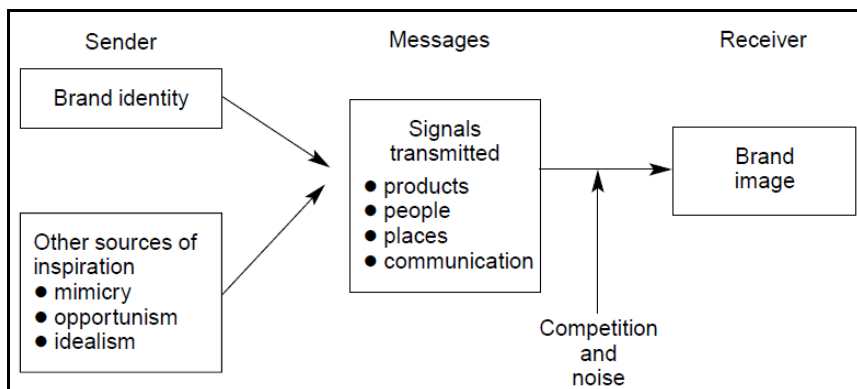 Sender
Messages
Receiver
Brand identity
Signals
transmitted
● products
● people
● places
● communication
Brand
image
Other sources of
inspiration
● mimicry
● opportunism
● idealism
Competition
and
noise